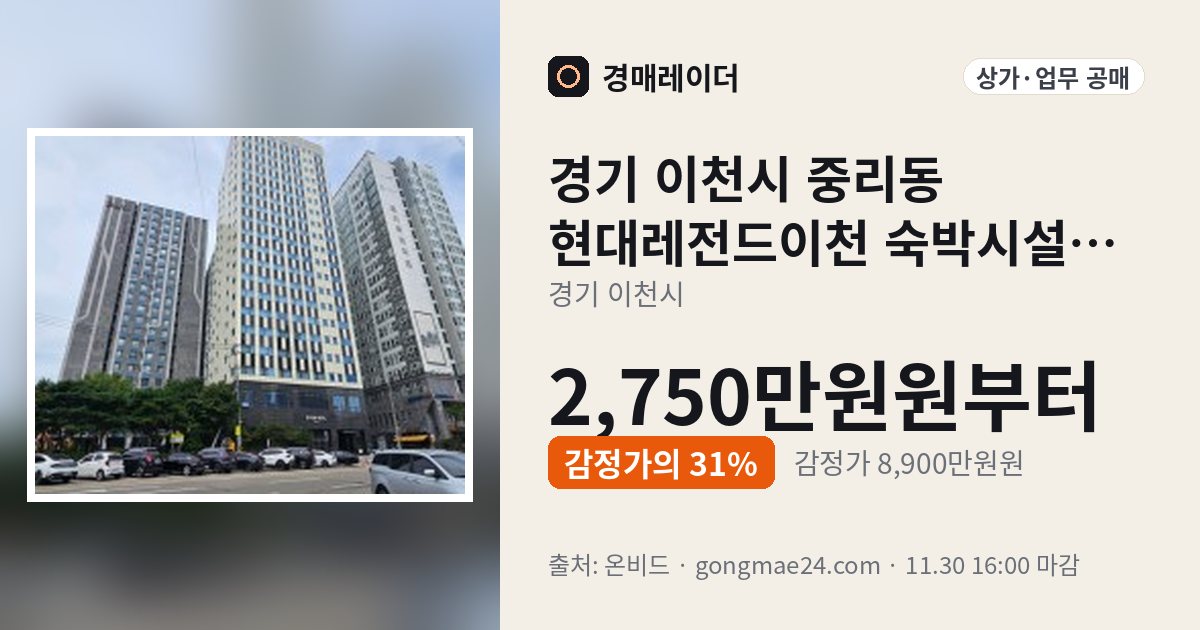 경매레이더
상가·업무 공매
경기 이천시 중리동
현대레전드이천 숙박시설…
경기 이천시
2,750만원원부터
감정가의 31%
감정가 8,900만원원
출처: 온비드 · gongmae24.com · 11.30 16:00 마감